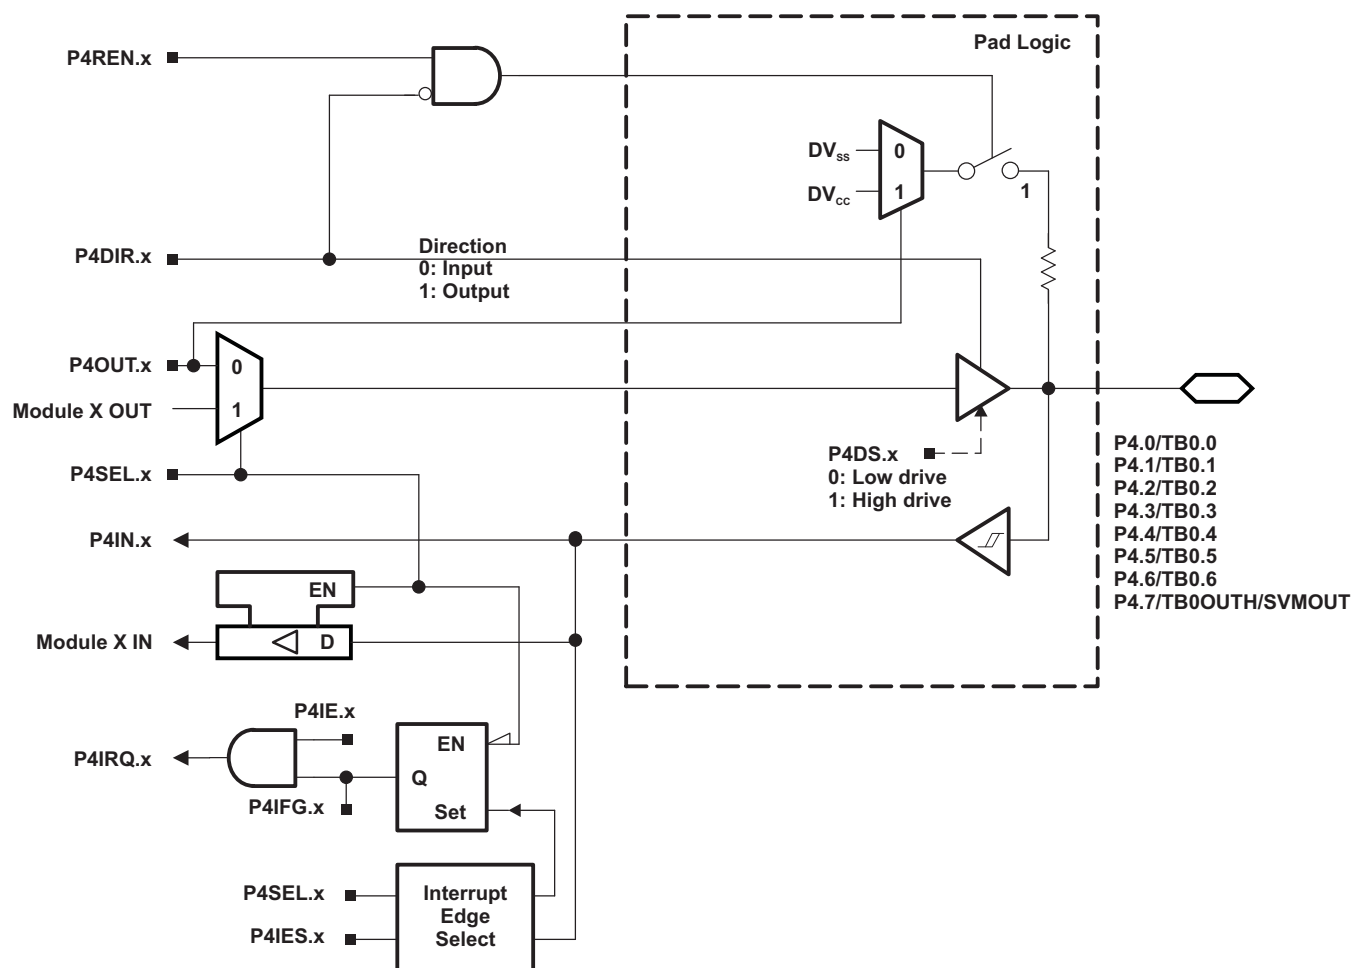 Pad Logic
P4REN.x
DVSS
0
DVCC
1
1
P4DIR.x
Direction
0: Input
1: Output
P4OUT.x
0
Module X OUT
1
P4SEL.x
P4DS.x
0: Low drive
1: High drive
P4.0/TB0.0
P4.1/TB0.1
P4.2/TB0.2
P4.3/TB0.3
P4.4/TB0.4
P4.5/TB0.5
P4.6/TB0.6
P4.7/TB0OUTH/SVMOUT
P4IN.x
EN
Module X IN
D
P4IE.x
P4IRQ.x
EN
Q
P4IFG.x
Set
P4SEL.x
P4IES.x
Interrupt
Edge
Select